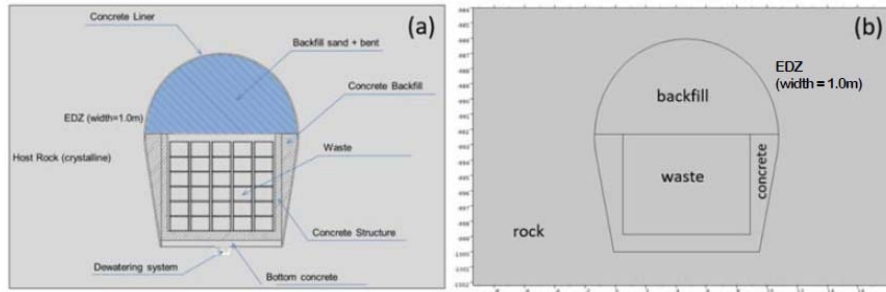 Concrete Liner
(a)
Backfill sand + bent
Concrete Backfill
EDZ (width=1.0m)
Host Rock (crystalline)
Waste
Concrete Structure
Dewatering system
Bottom concrete
(b)
EDZ
(width = 1.0m)
backfill
waste
concrete
rock